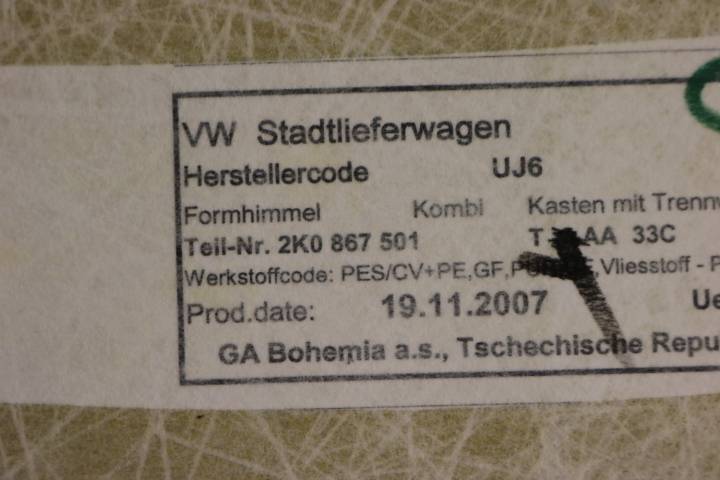 VW Stadtlieferwagen
Herstellercode UJ6
Formhimmel Kombi Kasten mit
Teil-Nr. 2K0 867 501 AA 33C
Werkstoffcode: PES/CV+PE,GF, Vliesstoff -
Prod.date: 19.11.2007
GA Bohemia a.s., Tschechische